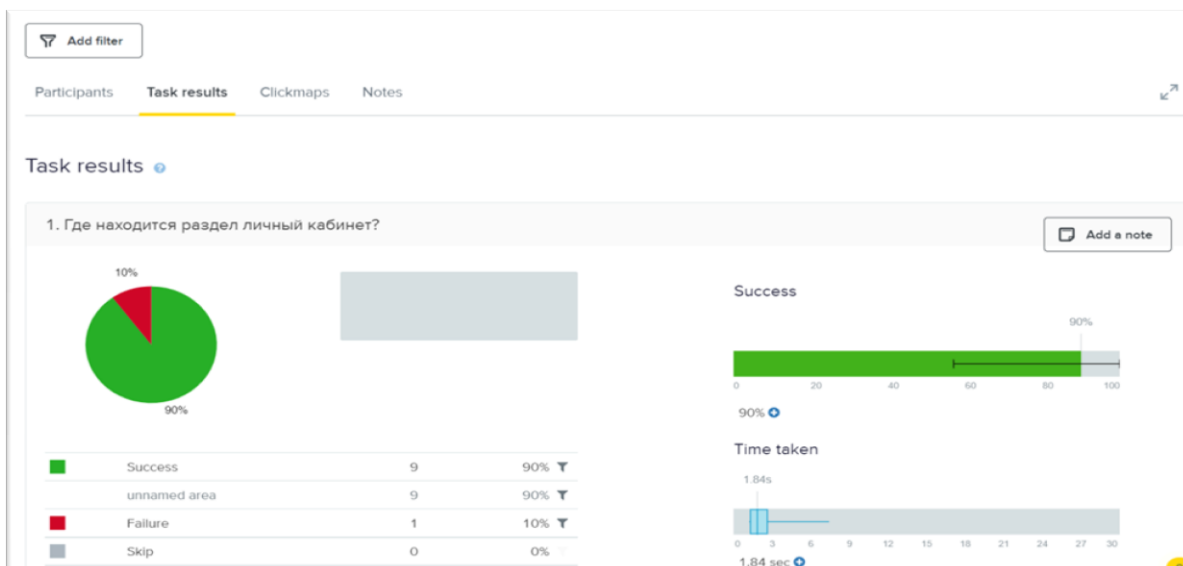 Add filter
Participants Task results Clickmaps Notes
Task results
1. Где находится раздел личный кабинет?
Add a note
10%
90%
Success 9 90%
unnamed area 9 90%
Failure 1 10%
Skip 0 0%
Success
90%
0 20 40 60 80 100
90%
Time taken
1.84s
0 3 6 9 12 15 18 21 24 27 30
1.84 sec